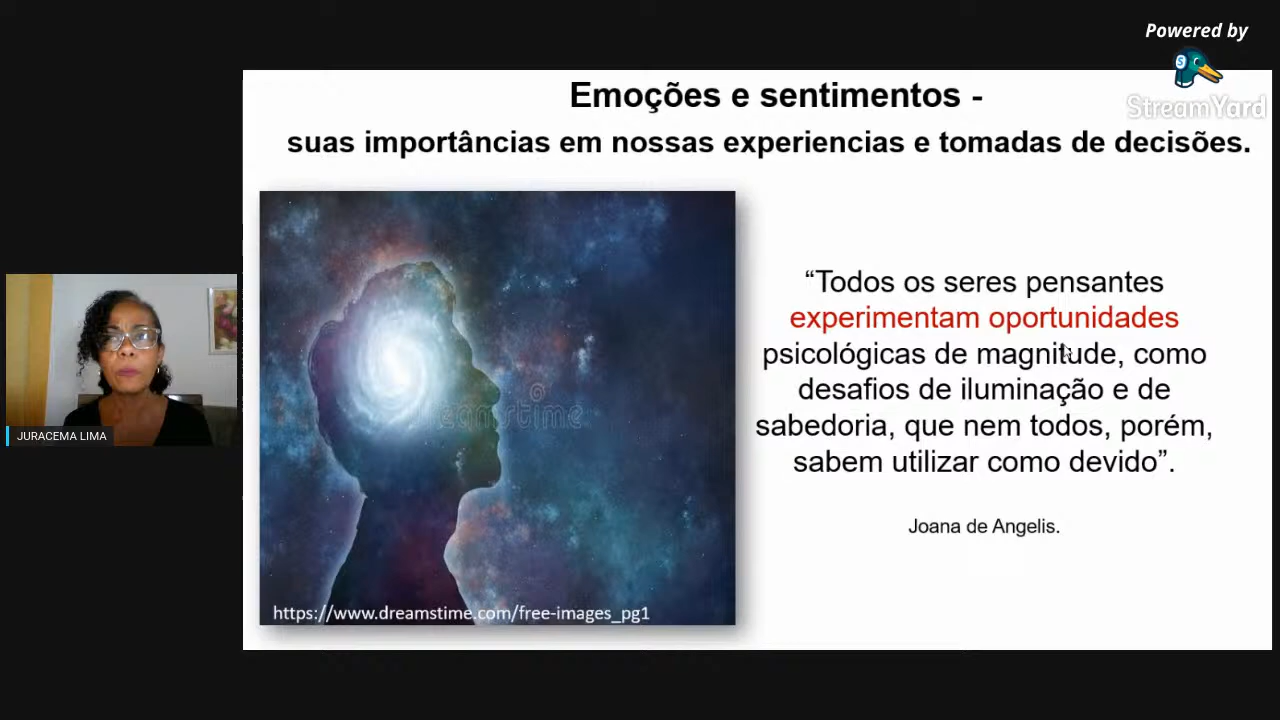 Powered by
StreamYard
Emoções e sentimentos -
suas importâncias em nossas experiencias e tomadas de decisões.
“Todos os seres pensantes
experimentam oportunidades
psicológicas de magnitude, como
desafios de iluminação e de
sabedoria, que nem todos, porém,
sabem utilizar como devido”.
Joana de Angelis.
JURACEMA LIMA
dreamstime
https://www.dreamstime.com/free-images_pg1